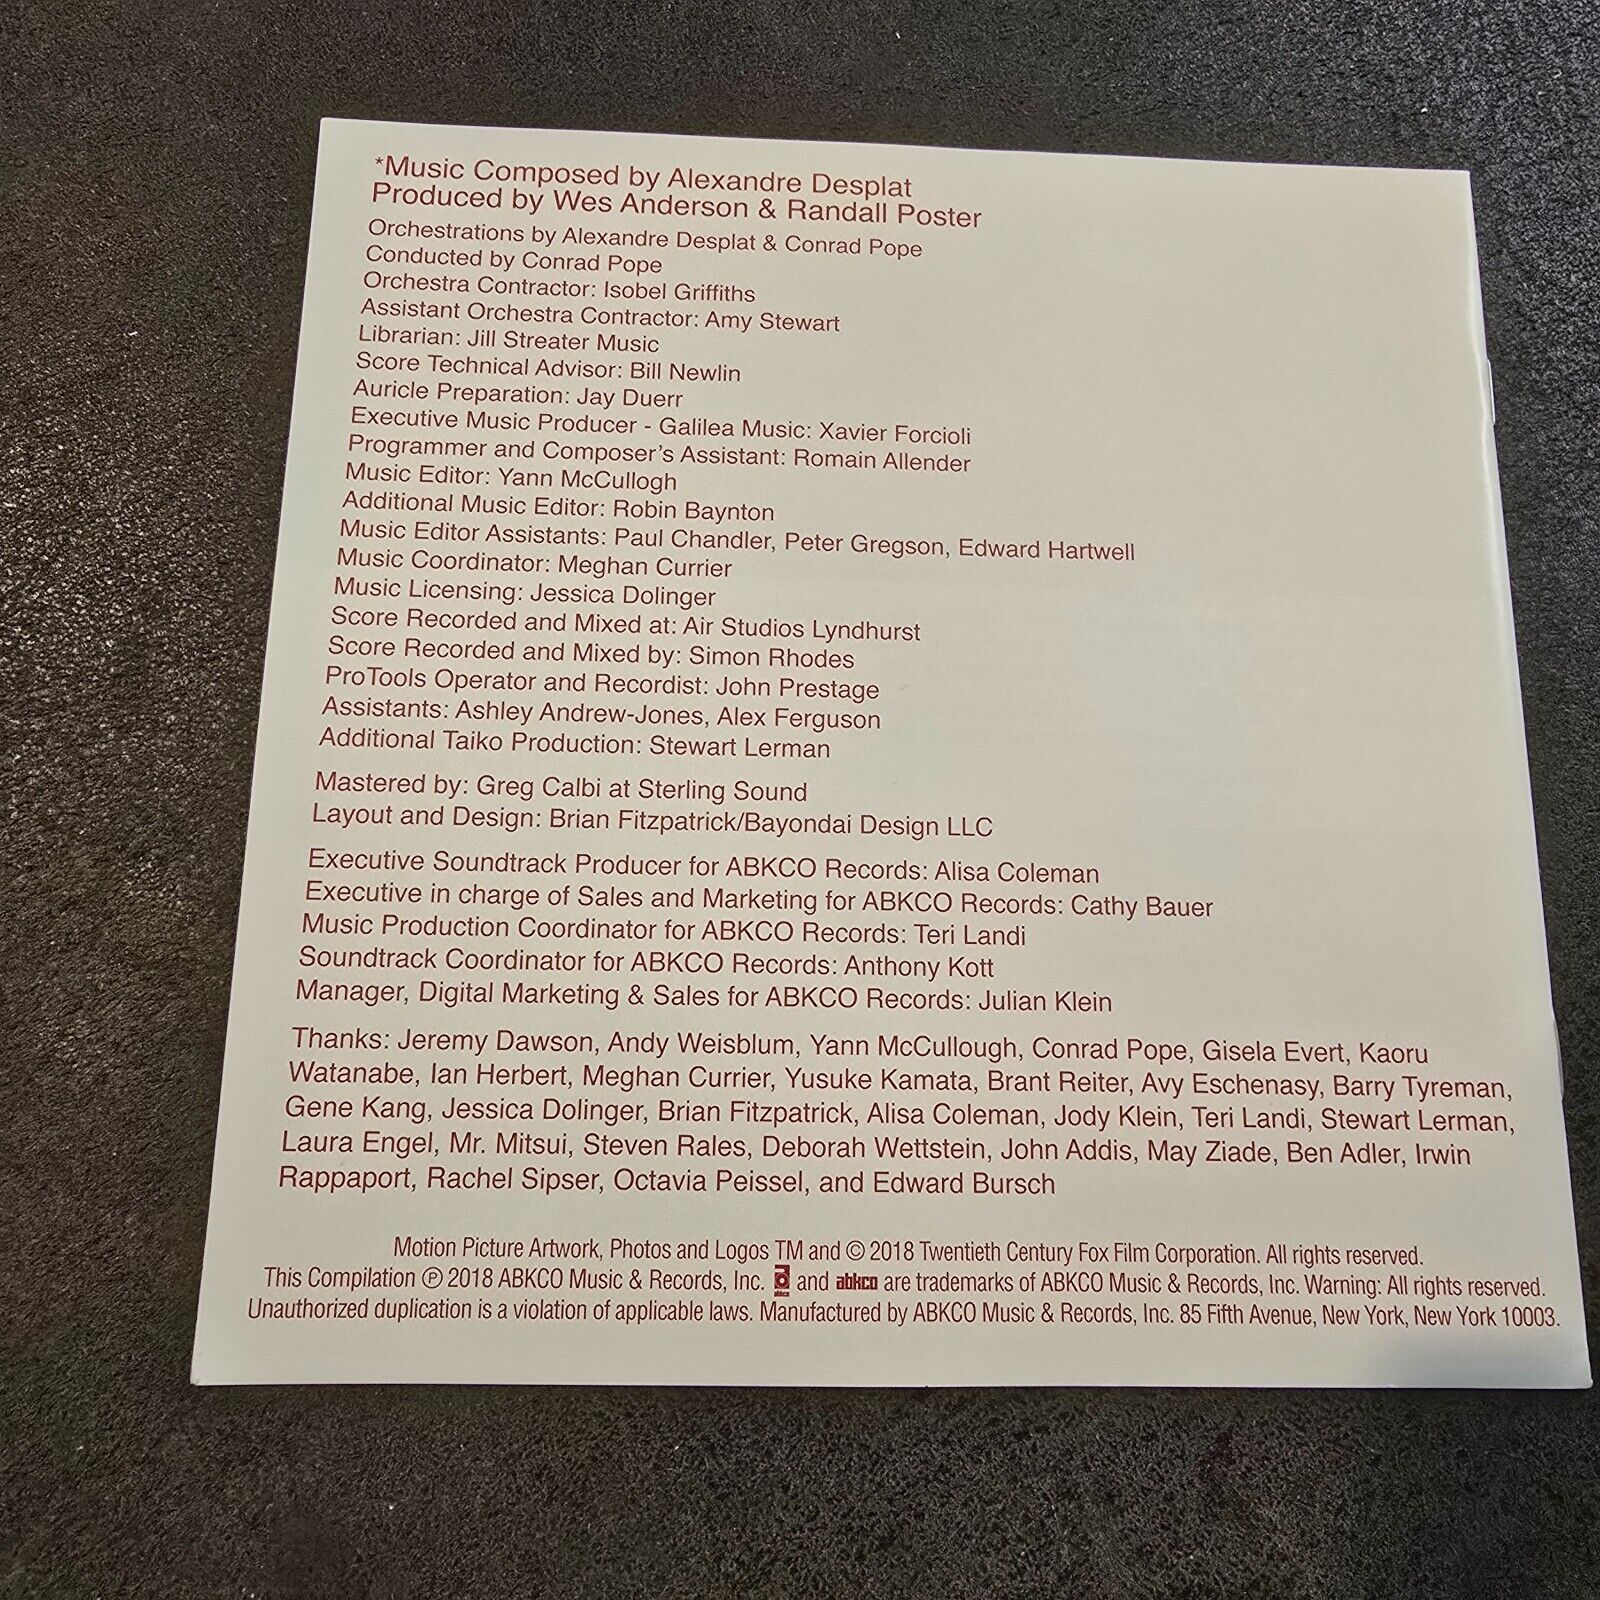 *Music Composed by Alexandre Desplat
Produced by Wes Anderson & Randall Poster
Orchestrations by Alexandre Desplat & Conrad Pope
Conducted by Conrad Pope
Orchestra Contractor: Isobel Griffiths
Assistant Orchestra Contractor: Amy Stewart
Librarian: Jill Streater Music
Score Technical Advisor: Bill Newlin
Auricle Preparation: Jay Duerr
Executive Music Producer - Galilea Music: Xavier Forcioli
Programmer and Composer's Assistant: Romain Allender
Music Editor: Yann McCullogh
Additional Music Editor: Robin Baynton
Music Editor Assistants: Paul Chandler, Peter Gregson, Edward Hartwell
Music Coordinator: Meghan Currier
Music Licensing: Jessica Dolinger
Score Recorded and Mixed at: Air Studios Lyndhurst
Score Recorded and Mixed by: Simon Rhodes
ProTools Operator and Recordist: John Prestage
Assistants: Ashley Andrew-Jones, Alex Ferguson
Additional Taiko Production: Stewart Lerman
Mastered by: Greg Calbi at Sterling Sound
Layout and Design: Brian Fitzpatrick/Bayondai Design LLC
Executive Soundtrack Producer for ABKCO Records: Alisa Coleman
Executive in charge of Sales and Marketing for ABKCO Records: Cathy Bauer
Music Production Coordinator for ABKCO Records: Teri Landi
Soundtrack Coordinator for ABKCO Records: Anthony Kott
Manager, Digital Marketing & Sales for ABKCO Records: Julian Klein
Thanks: Jeremy Dawson, Andy Weisblum, Yann McCullough, Conrad Pope, Gisela Evert, Kaoru
Watanabe, Ian Herbert, Meghan Currier, Yusuke Kamata, Brant Reiter, Avy Eschenasy, Barry Tyreman,
Gene Kang, Jessica Dolinger, Brian Fitzpatrick, Alisa Coleman, Jody Klein, Teri Landi, Stewart Lerman,
Laura Engel, Mr. Mitsui, Steven Rales, Deborah Wettstein, John Addis, May Ziade, Ben Adler, Irwin
Rappaport, Rachel Sipser, Octavia Peissel, and Edward Bursch
Motion Picture Artwork, Photos and Logos TM and © 2018 Twentieth Century Fox Film Corporation. All rights reserved.
This Compilation ℗ 2018 ABKCO Music & Records, Inc. and abkco are trademarks of ABKCO Music & Records, Inc. Warning: All rights reserved.
Unauthorized duplication is a violation of applicable laws. Manufactured by ABKCO Music & Records, Inc. 85 Fifth Avenue, New York, New York 10003.